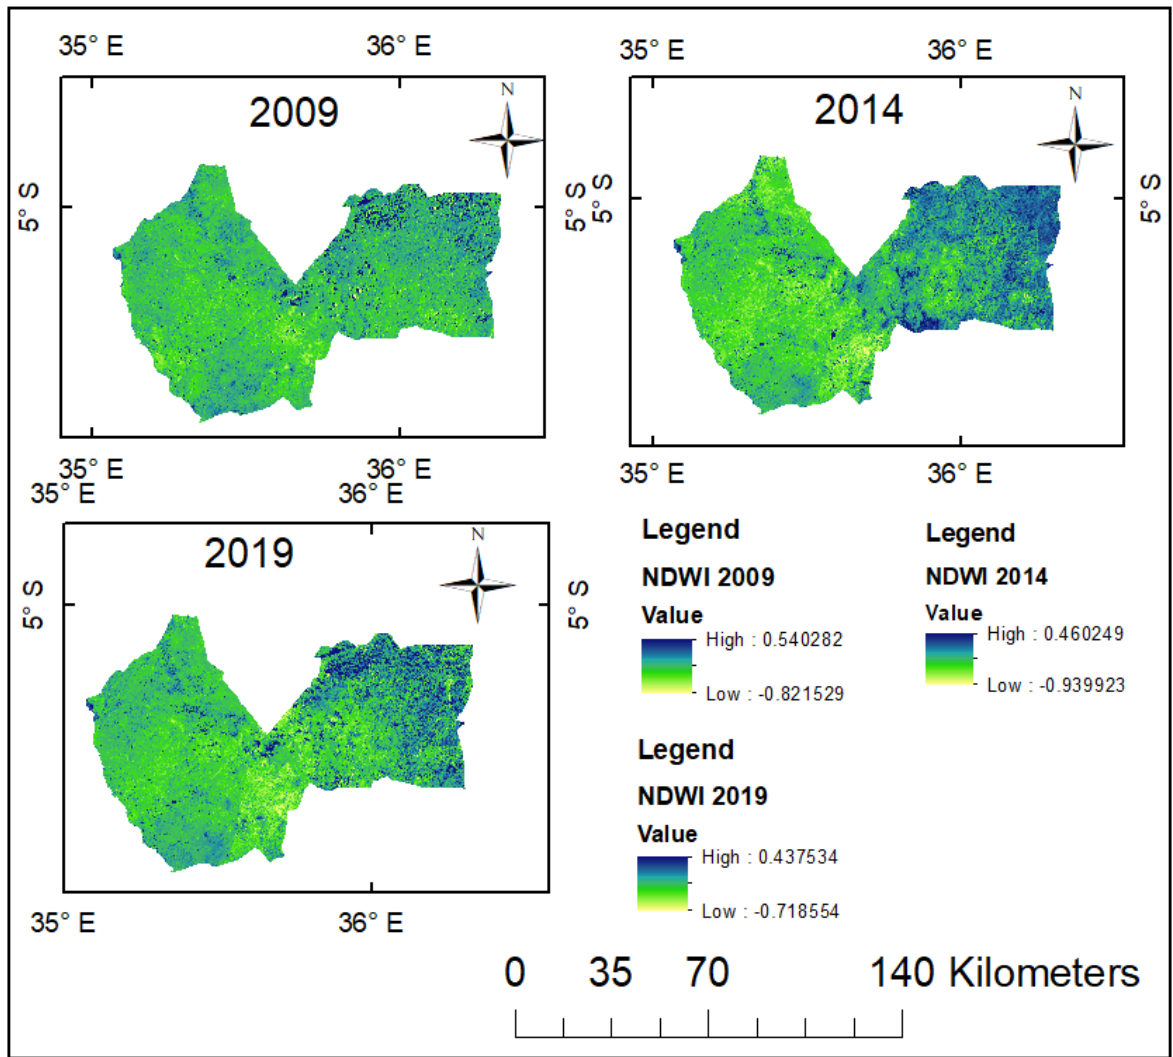 35° E 36° E
2009
N
5° S
5° S
35° E 36° E
35° E 36° E
2014
N
5° S
5° S
35° E 36° E
35° E 36° E
2019
N
5° S
5° S
35° E 36° E
Legend
NDWI 2009
Value
High : 0.540282
Low : -0.821529
Legend
NDWI 2014
Value
High : 0.460249
Low : -0.939923
Legend
NDWI 2019
Value
High : 0.437534
Low : -0.718554
0 35 70 140 Kilometers